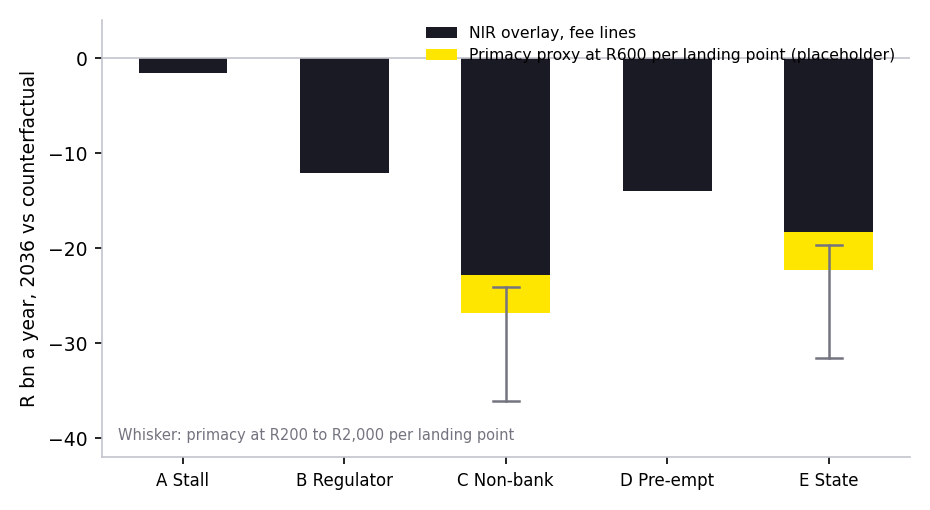 NIR overlay, fee lines
Primacy proxy at R600 per landing point (placeholder)
R bn a year, 2036 vs counterfactual
0
−10
−20
−30
−40
Whisker: primacy at R200 to R2,000 per landing point
A Stall
B Regulator
C Non-bank
D Pre-empt
E State